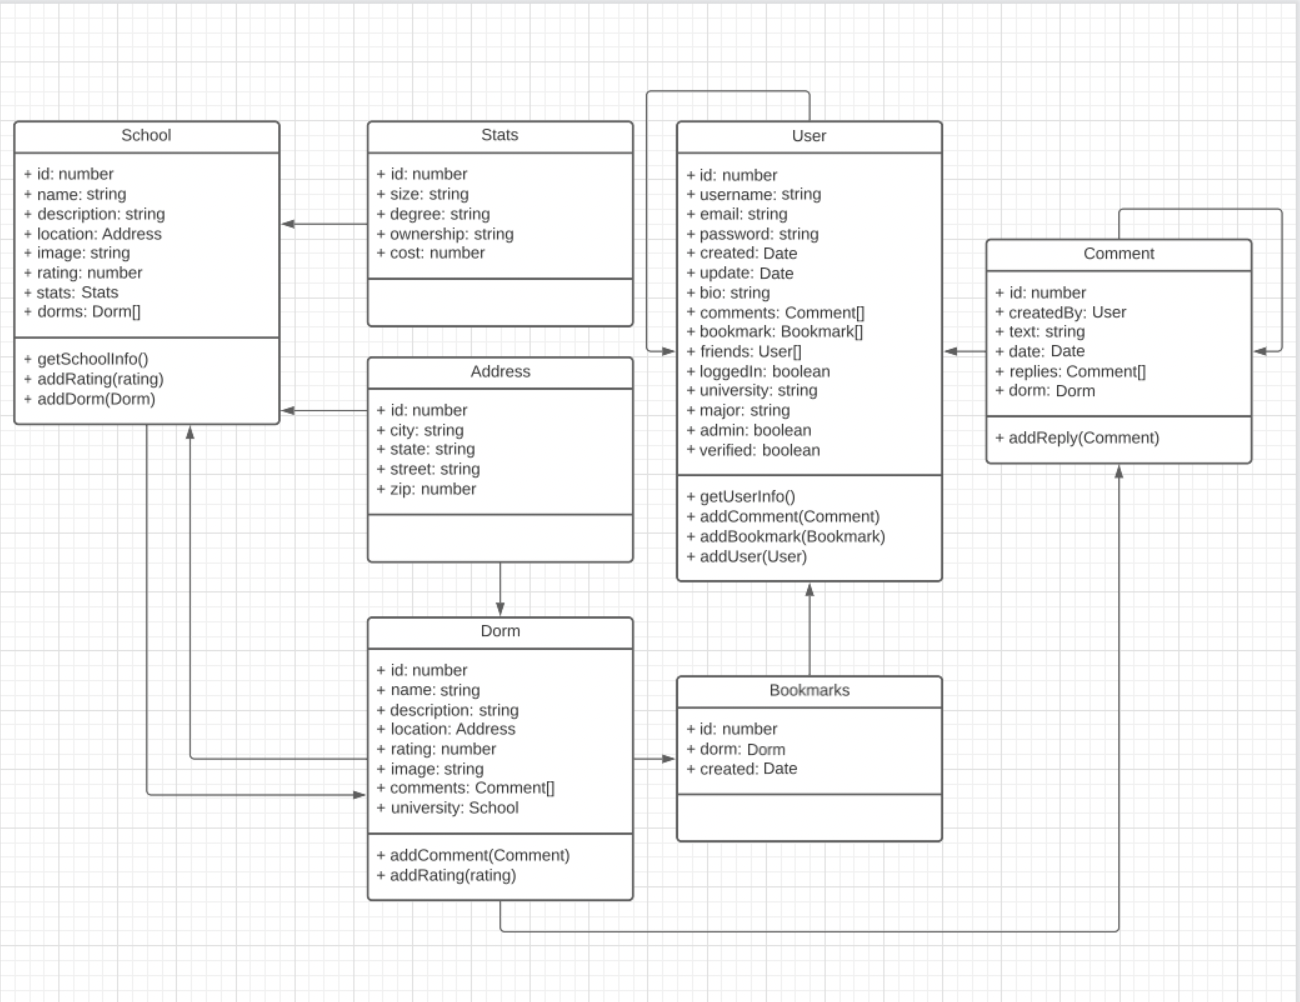 School
+ id: number
+ name: string
+ description: string
+ location: Address
+ image: string
+ rating: number
+ stats: Stats
+ dorms: Dorm[]
+ getSchoolInfo()
+ addRating(rating)
+ addDorm(Dorm)
Stats
+ id: number
+ size: string
+ degree: string
+ ownership: string
+ cost: number
Address
+ id: number
+ city: string
+ state: string
+ street: string
+ zip: number
User
+ id: number
+ username: string
+ email: string
+ password: string
+ created: Date
+ update: Date
+ bio: string
+ comments: Comment[]
+ bookmark: Bookmark[]
+ friends: User[]
+ loggedIn: boolean
+ university: string
+ major: string
+ admin: boolean
+ verified: boolean
+ getUserInfo()
+ addComment(Comment)
+ addBookmark(Bookmark)
+ addUser(User)
Comment
+ id: number
+ createdBy: User
+ text: string
+ date: Date
+ replies: Comment[]
+ dorm: Dorm
+ addReply(Comment)
Dorm
+ id: number
+ name: string
+ description: string
+ location: Address
+ rating: number
+ image: string
+ comments: Comment[]
+ university: School
+ addComment(Comment)
+ addRating(rating)
Bookmarks
+ id: number
+ dorm: Dorm
+ created: Date